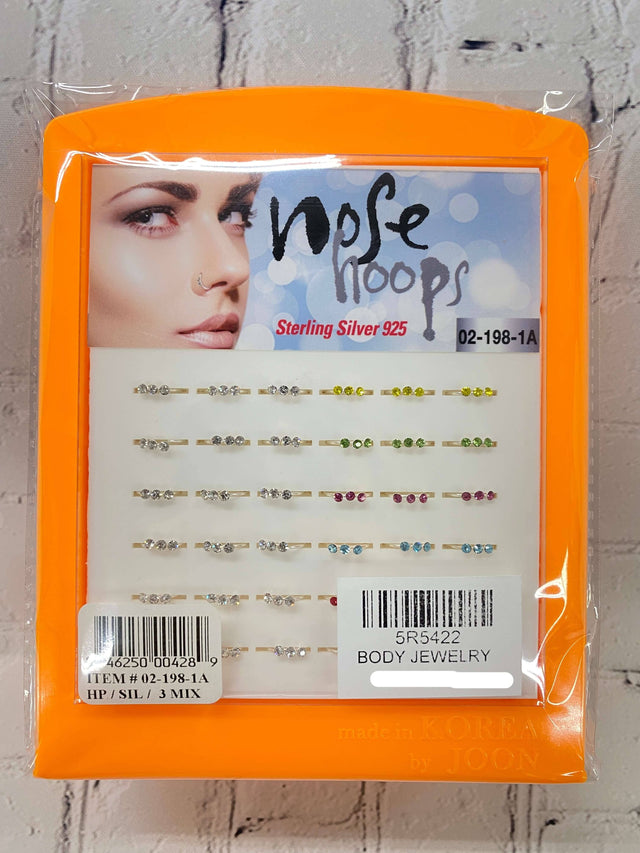 nose
hoops
Sterling Silver 925
02-198-1A
5R5422
BODY JEWELRY
46250 00428 9
ITEM # 02-198-1A
HP / SIL / 3 MIX
made in KOREA
by JOON